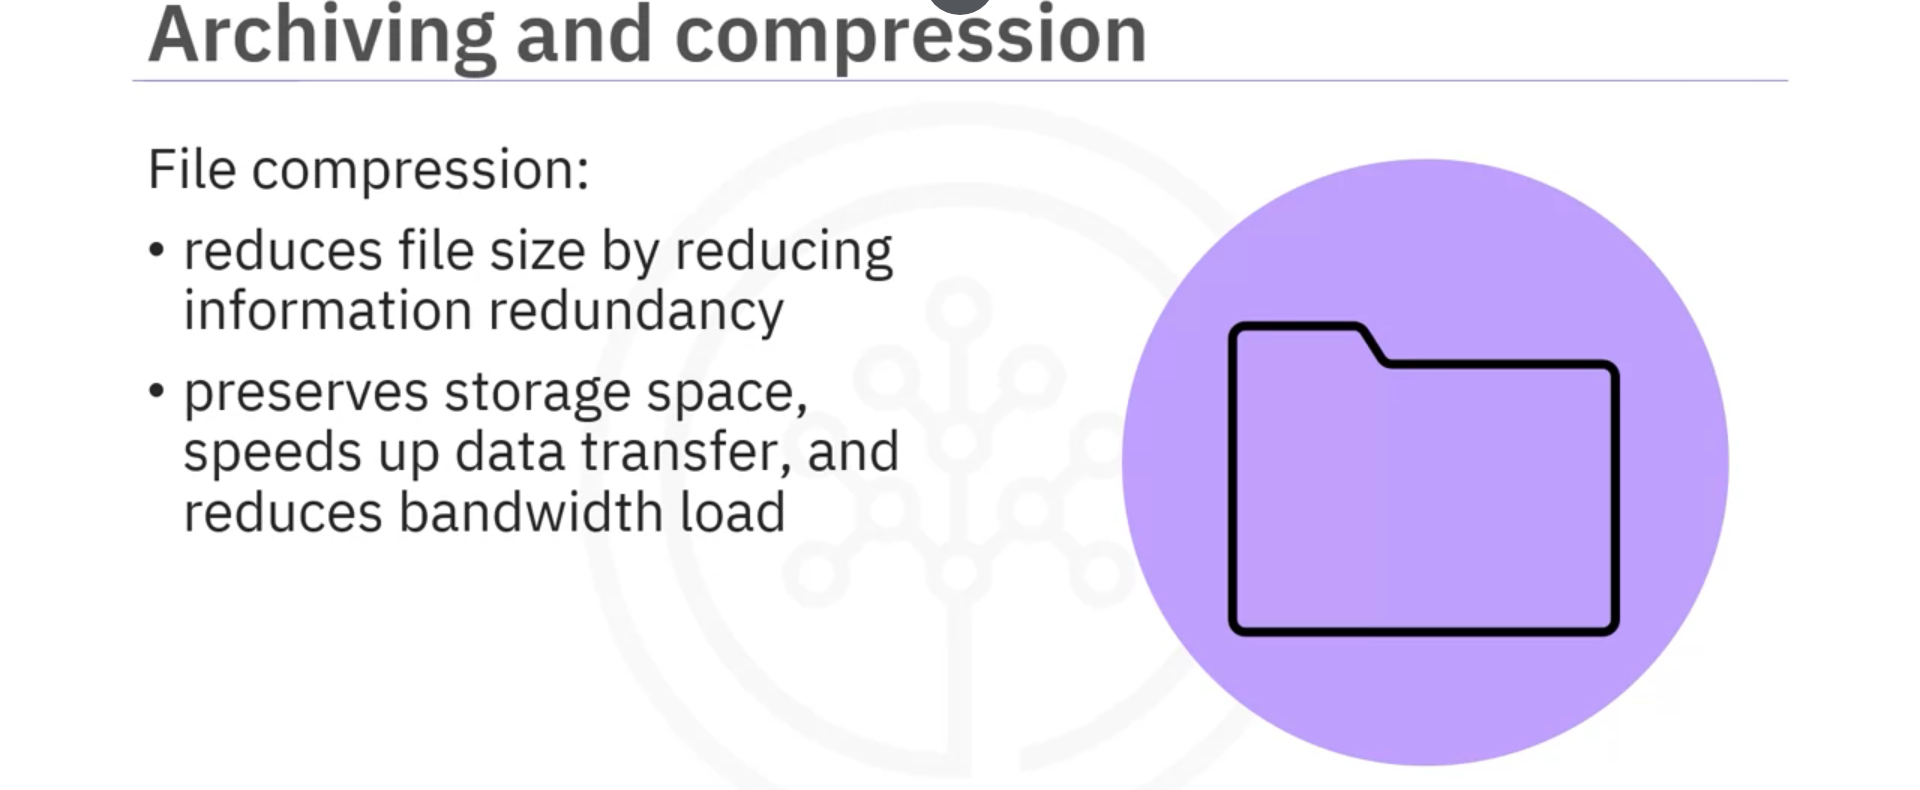 Archiving and compression
File compression:
• reduces file size by reducing
information redundancy
• preserves storage space,
speeds up data transfer, and
reduces bandwidth load